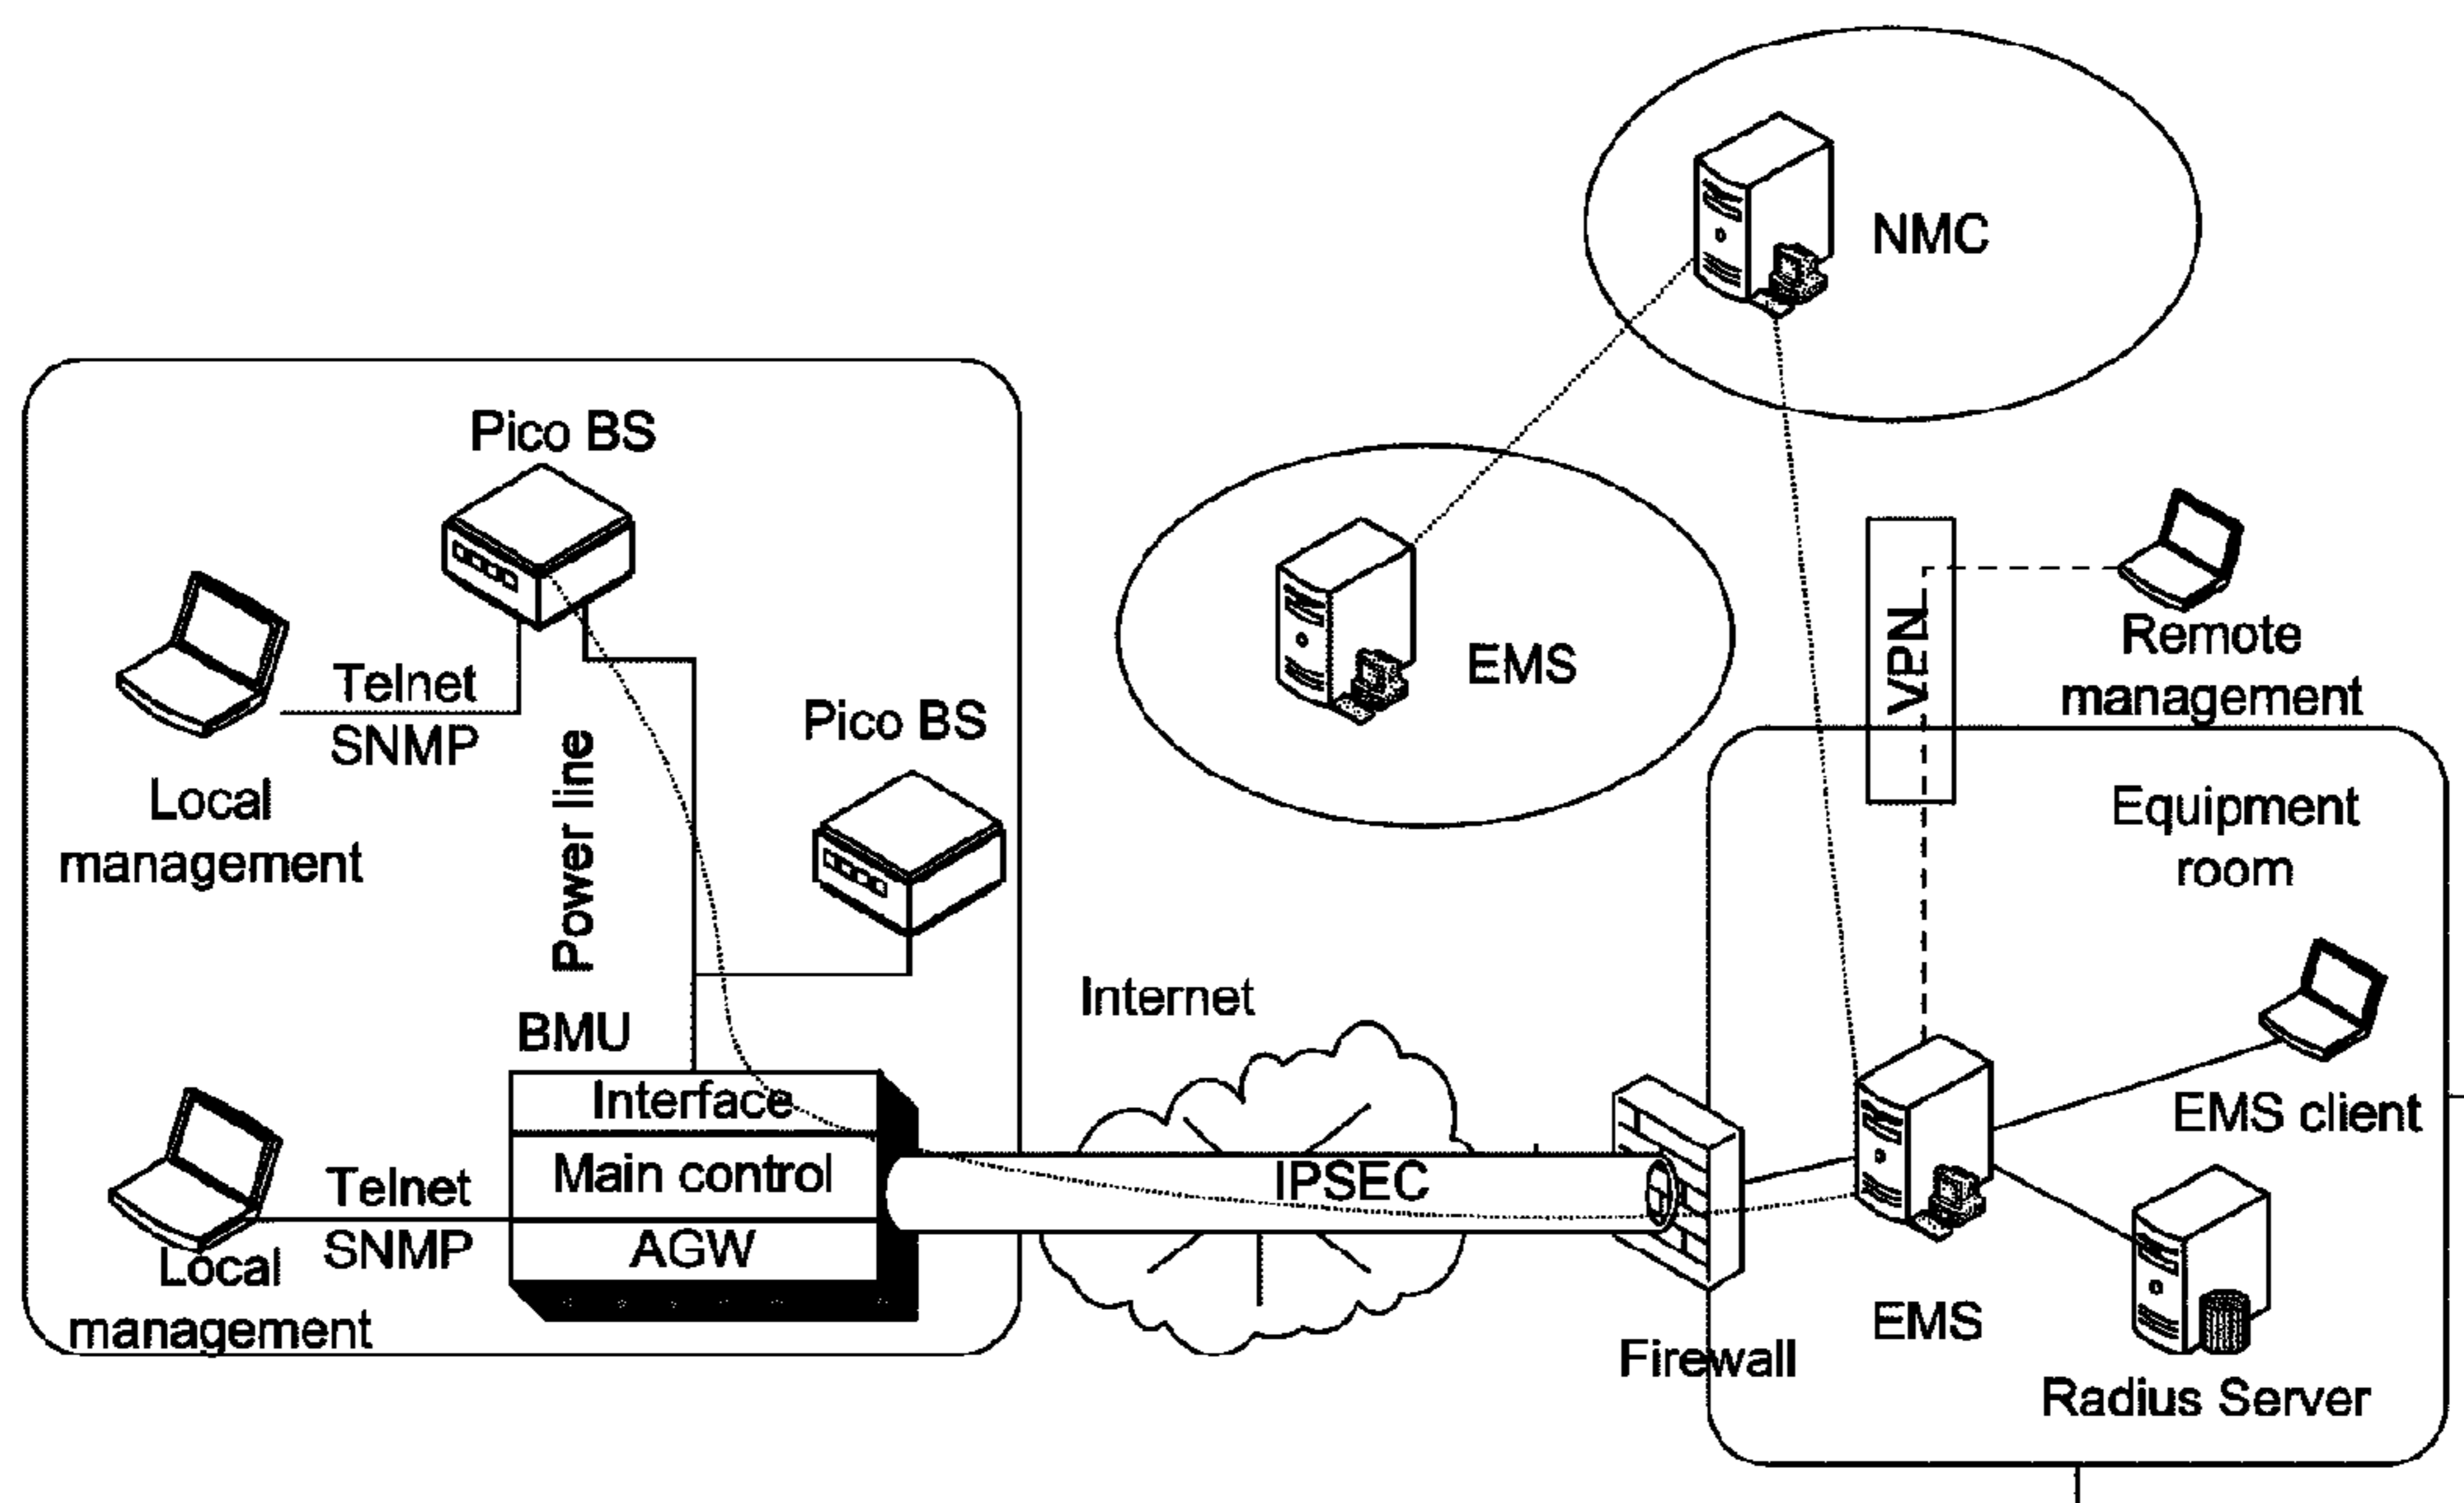 NMC
Pico BS
EMS
VPN
Remote
management
Telnet
SNMP
Pico BS
Power line
Local
management
Equipment
room
Internet
BMU
Interface
Main control
AGW
IPSEC
EMS client
Telnet
SNMP
Local
management
EMS
Firewall
Radius Server